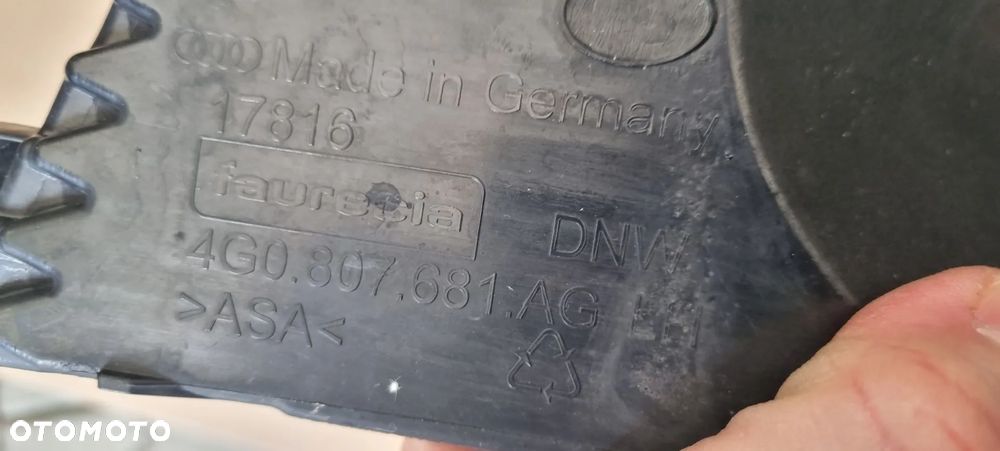 Made in Germany
17816
faurecia
4G0.807.681.AG
DNW
>ASA<
OTOMOTO